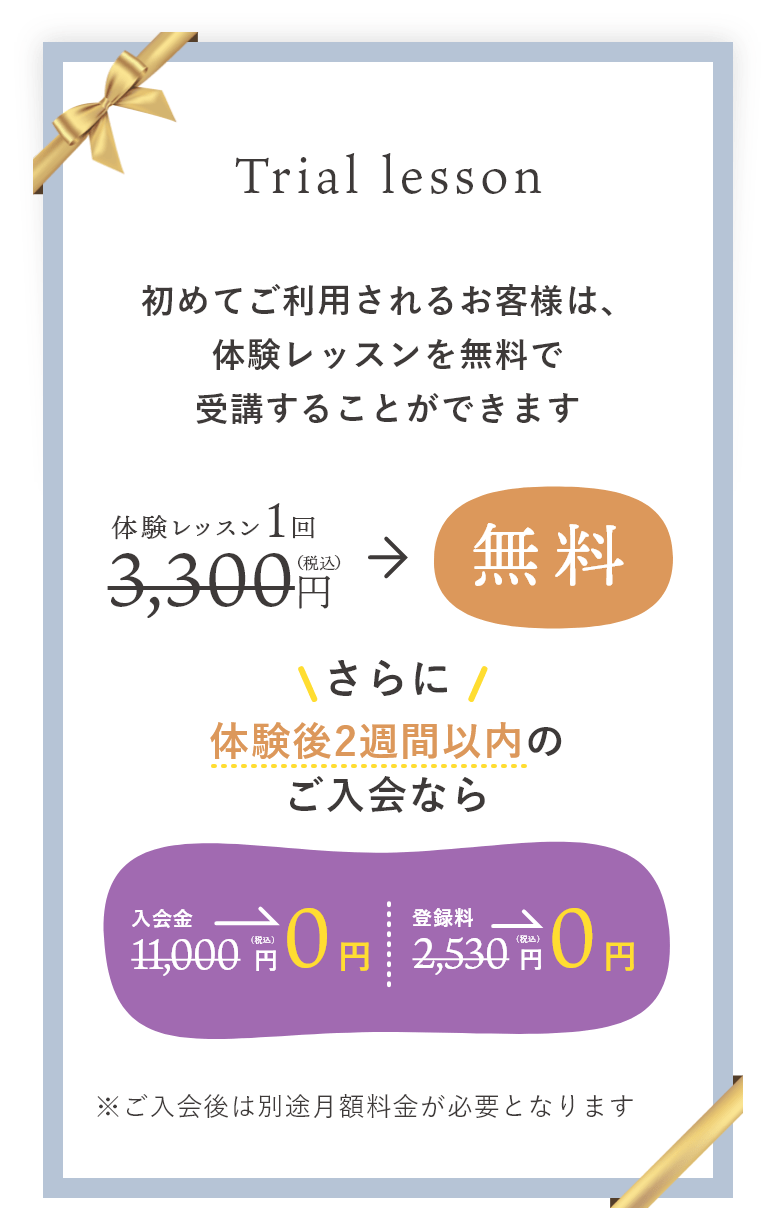 Trial lesson
初めてご利用されるお客様は、
体験レッスンを無料で
受講することができます
体験レッスン1回
3,300円(税込)
→
無料
\ さらに /
体験後2週間以内の
ご入会なら
入会金
11,000円(税込)
0円
登録料
2,530円(税込)
0円
※ご入会後は別途月額料金が必要となります